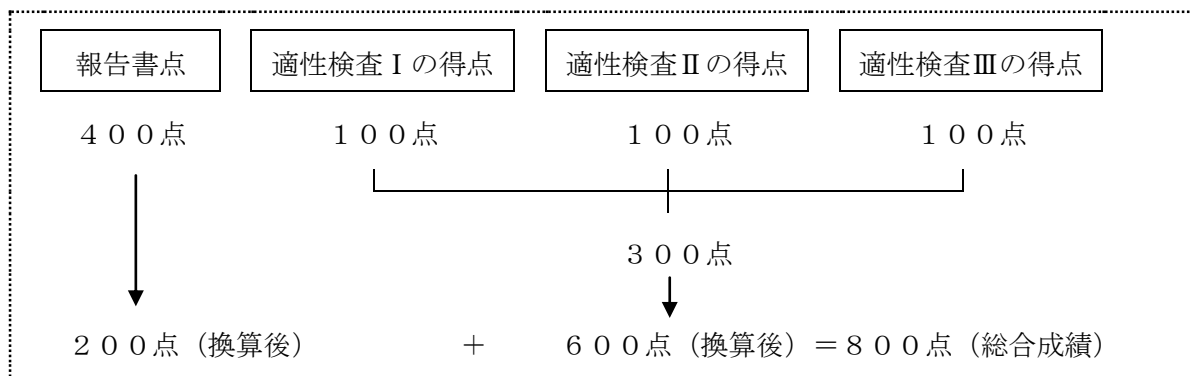 報告書点 適性検査Ⅰの得点 適性検査Ⅱの得点 適性検査Ⅲの得点
４００点 １００点 １００点 １００点
３００点
２００点（換算後） ＋ ６００点（換算後）＝８００点（総合成績）